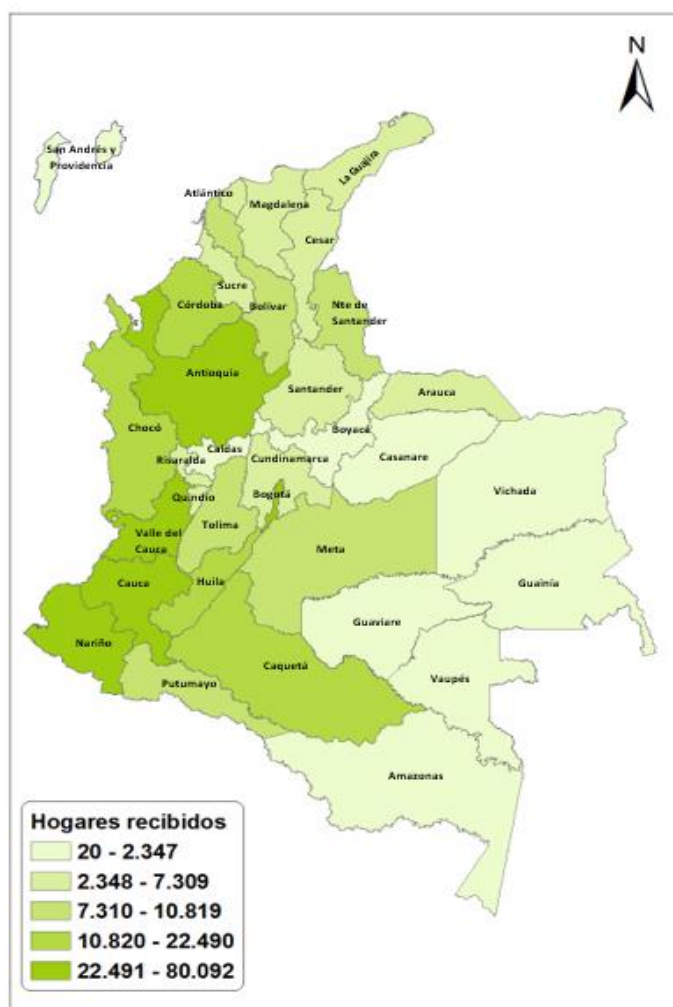 N
San Andrés y
Providencia
La Guajira
Atlántico
Magdalena
Cesar
Sucre
Córdoba
Bolívar
Nte de
Santander
Antioquia
Santander
Arauca
Chocó
Boyacá
Caldas
Casanare
Risaralda
Cundinamarca
Vichada
Quindío
Bogotá
Tolima
Valle del
Cauca
Meta
Huila
Guainía
Cauca
Guaviare
Nariño
Caquetá
Vaupés
Putumayo
Amazonas
Hogares recibidos
20 - 2.347
2.348 - 7.309
7.310 - 10.819
10.820 - 22.490
22.491 - 80.092